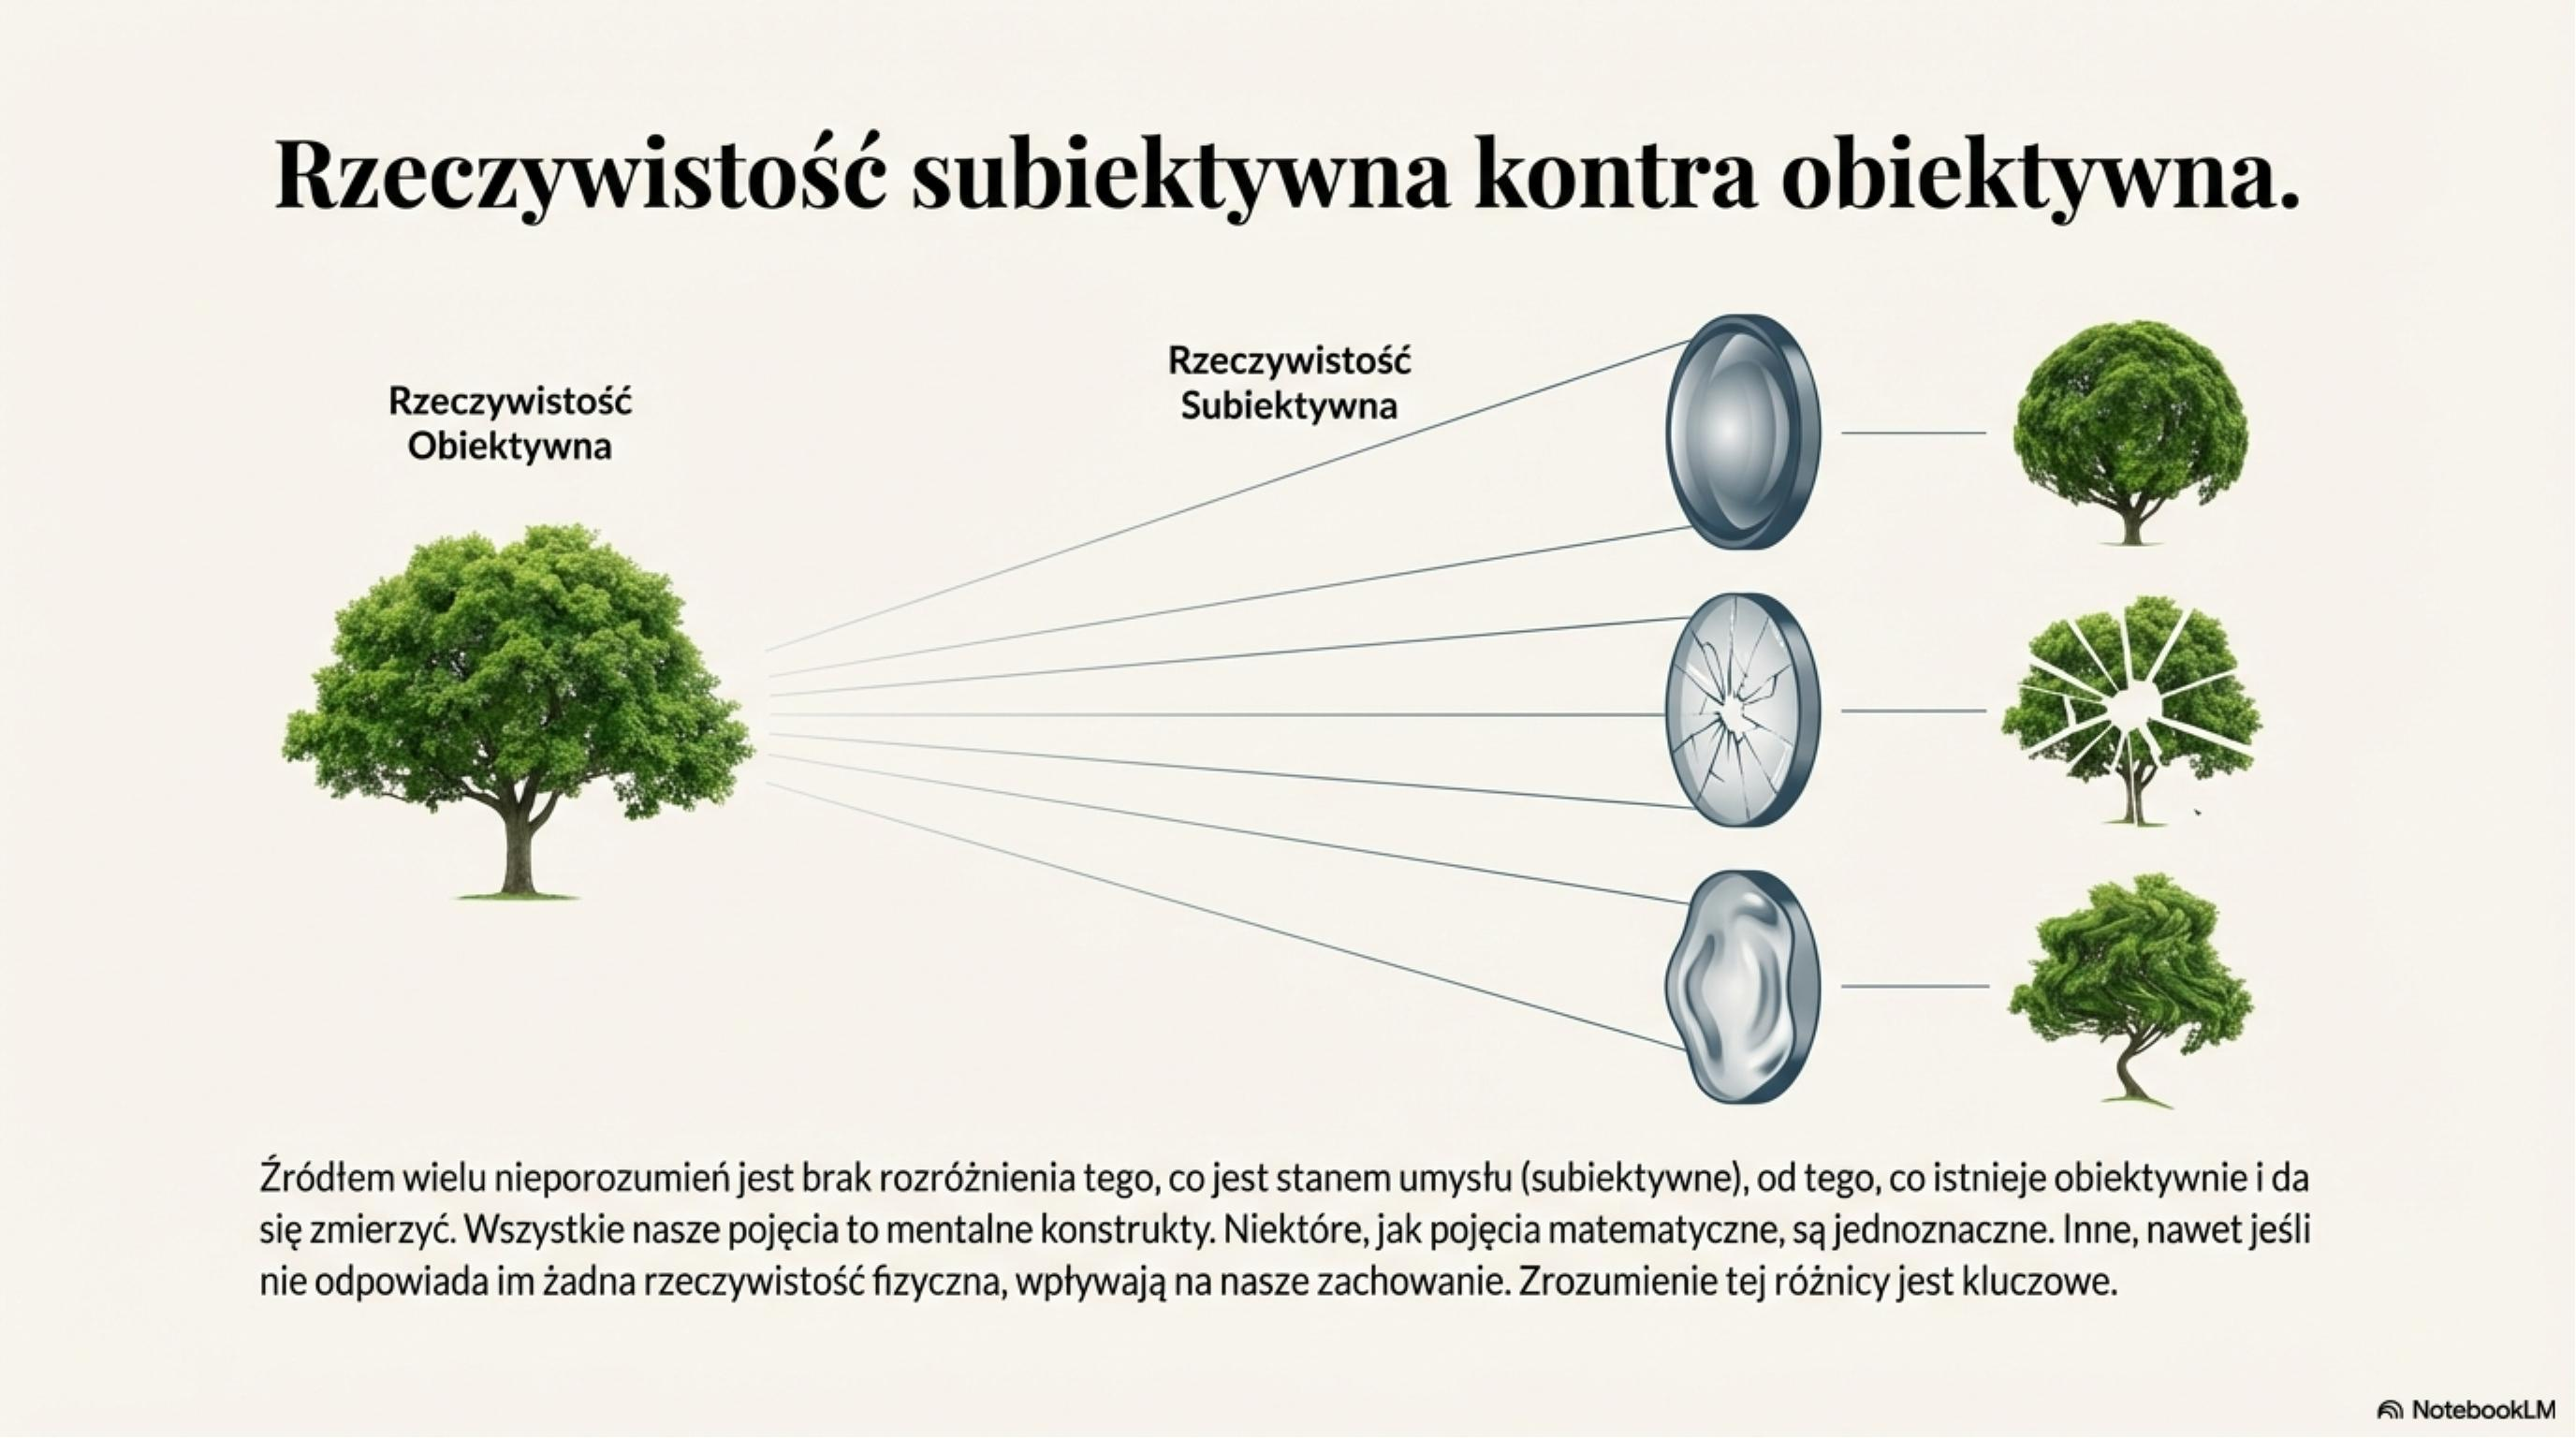 Rzeczywistość subiektywna kontra obiektywna.
Rzeczywistość
Obiektywna
Rzeczywistość
Subiektywna
Źródłem wielu nieporozumień jest brak rozróżnienia tego, co jest stanem umysłu (subiektywne), od tego, co istnieje obiektywnie i da
się zmierzyć. Wszystkie nasze pojęcia to mentalne konstrukty. Niektóre, jak pojęcia matematyczne, są jednoznaczne. Inne, nawet jeśli
nie odpowiada im żadna rzeczywistość fizyczna, wpływają na nasze zachowanie. Zrozumienie tej różnicy jest kluczowe.
NotebookLM